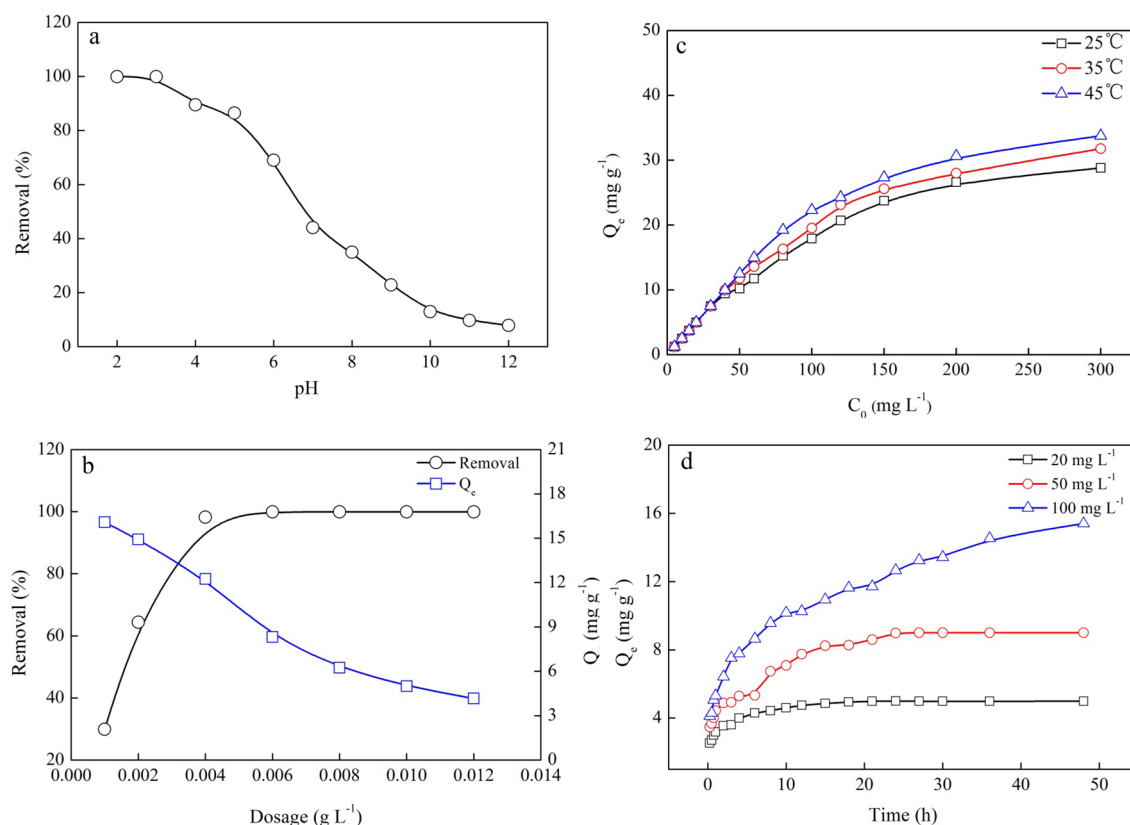 a
120
100
80
60
40
20
0
Removal (%)
2 4 6 8 10 12
pH
c
25℃
35℃
45℃
50
40
30
20
10
0
Qe (mg g-1)
0 50 100 150 200 250 300
C0 (mg L-1)
b
Removal
Qe
120
100
80
60
40
20
Removal (%)
21
18
15
12
9
6
3
0
Q (mg g-1)
0.000 0.002 0.004 0.006 0.008 0.010 0.012 0.014
Dosage (g L-1)
d
20 mg L-1
50 mg L-1
100 mg L-1
20
16
12
8
4
Qe (mg g-1)
0 10 20 30 40 50
Time (h)